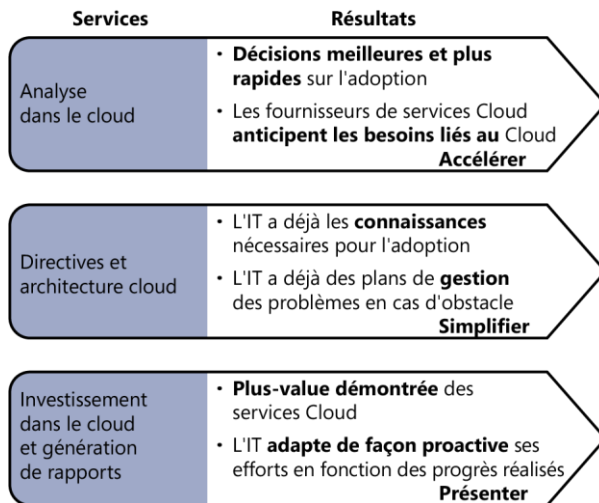 Services
Résultats
Analyse
dans le cloud
• Décisions meilleures et plus
rapides sur l'adoption
• Les fournisseurs de services Cloud
anticipent les besoins liés au Cloud
Accélérer
Directives et
architecture cloud
• L'IT a déjà les connaissances
nécessaires pour l'adoption
• L'IT a déjà des plans de gestion
des problèmes en cas d'obstacle
Simplifier
Investissement
dans le cloud
et génération
de rapports
• Plus-value démontrée des
services Cloud
• L'IT adapte de façon proactive ses
efforts en fonction des progrès réalisés
Présenter